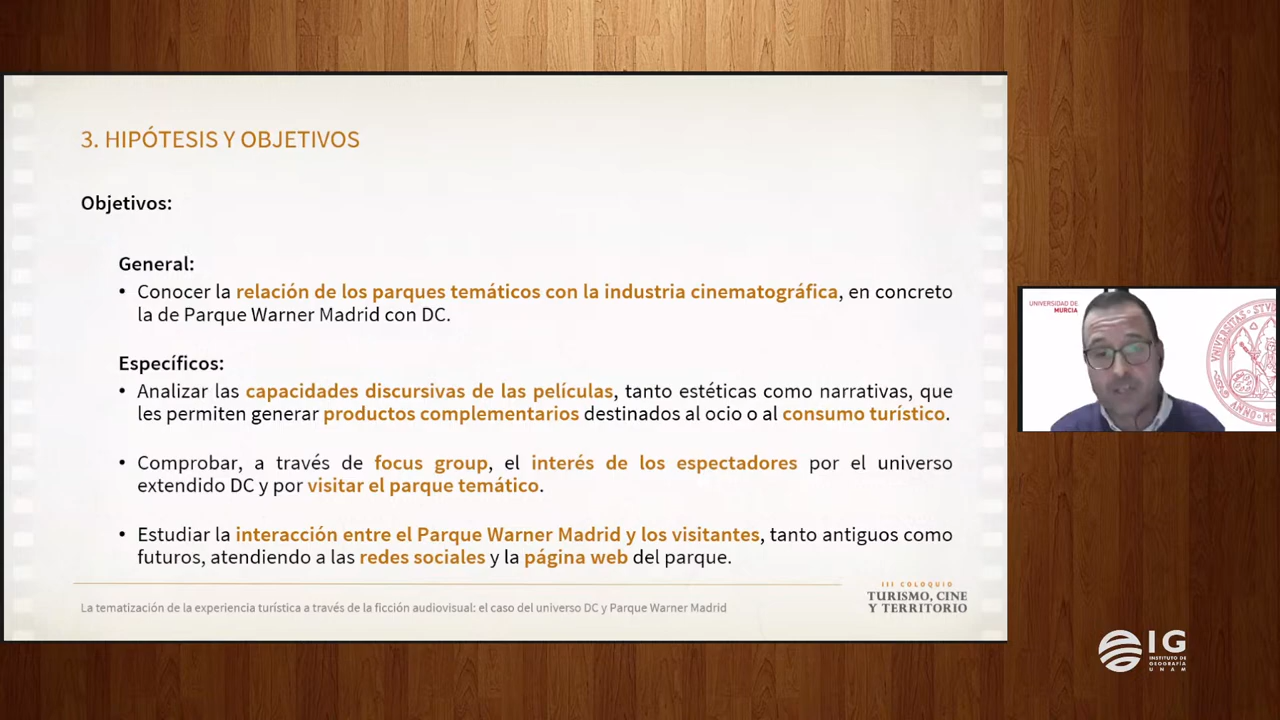 3. HIPÓTESIS Y OBJETIVOS
Objetivos:
General:
• Conocer la relación de los parques temáticos con la industria cinematográfica, en concreto
la de Parque Warner Madrid con DC.
Específicos:
• Analizar las capacidades discursivas de las películas, tanto estéticas como narrativas, que
les permiten generar productos complementarios destinados al ocio o al consumo turístico.
• Comprobar, a través de focus group, el interés de los espectadores por el universo
extendido DC y por visitar el parque temático.
• Estudiar la interacción entre el Parque Warner Madrid y los visitantes, tanto antiguos como
futuros, atendiendo a las redes sociales y la página web del parque.
La tematización de la experiencia turística a través de la ficción audiovisual: el caso del universo DC y Parque Warner Madrid
III COLOQUIO
TURISMO, CINE
Y TERRITORIO
UNIVERSIDAD DE
MURCIA
IG
INSTITUTO DE
GEOGRAFÍA
UNAM